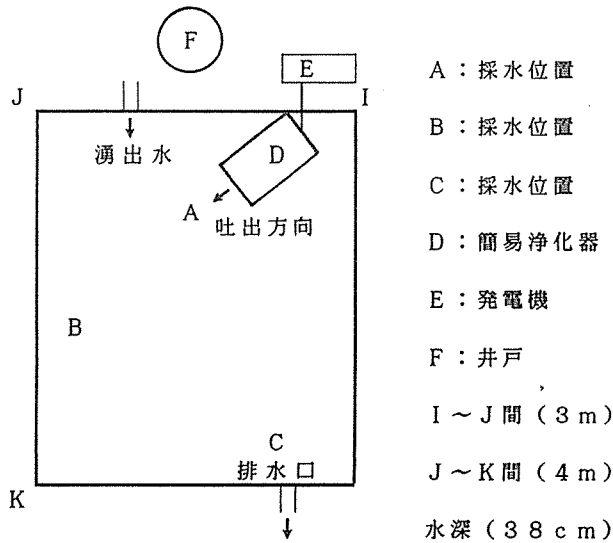 F
E
J
I
湧出水
D
A
吐出方向
B
C
排水口
K
A：採水位置
B：採水位置
C：採水位置
D：簡易浄化器
E：発電機
F：井戸
I～J間（3m）
J～K間（4m）
水深（38cm）